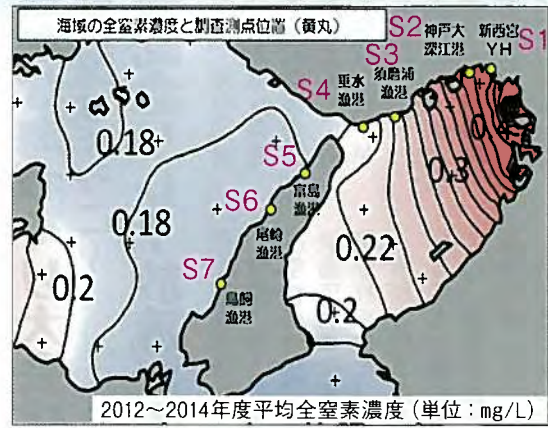 海域の全窒素濃度と調査測点位置（黄丸）
S1
S2
S3
S4
神戸大
深江港
新西宮
YH
須磨浦
漁港
垂水
漁港
0.18
0.4
0.3
S5
富島
漁港
S6
尾崎
漁港
0.18
0.22
S7
鳥飼
漁港
0.2
0.2
2012～2014年度平均全窒素濃度（単位：mg/L）